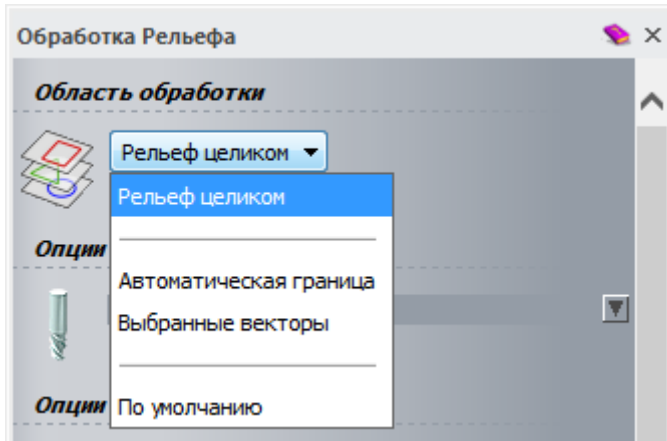 Обработка Рельефа
Область обработки
Рельеф целиком
Рельеф целиком
Опции
Автоматическая граница
Выбранные векторы
Опции
По умолчанию